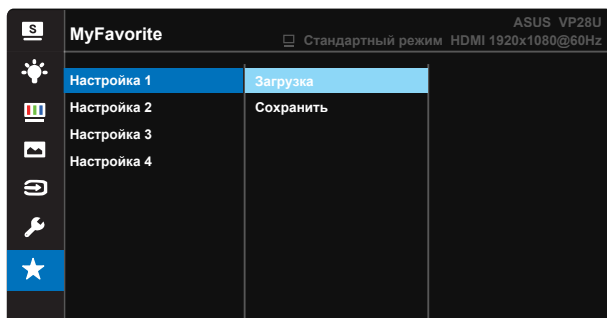 S
MyFavorite
ASUS VP28U
Стандартный режим HDMI 1920x1080@60Hz
Настройка 1
Загрузка
Настройка 2
Сохранить
Настройка 3
Настройка 4